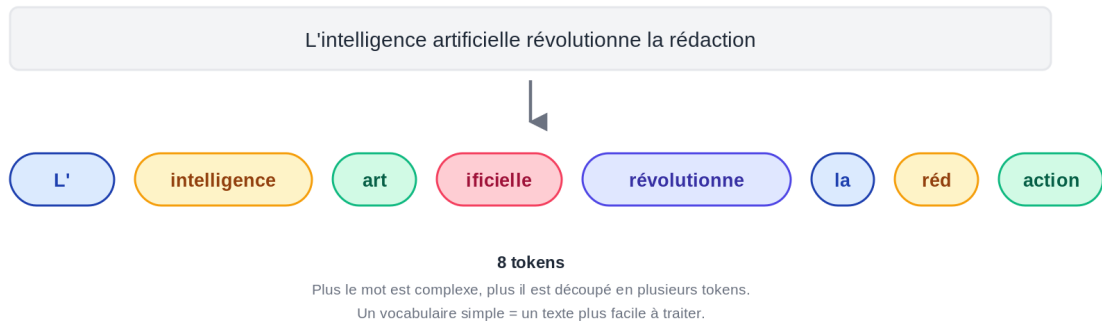 L'intelligence artificielle révolutionne la rédaction
L' intelligence art ificielle révolutionne la réd action
8 tokens
Plus le mot est complexe, plus il est découpé en plusieurs tokens.
Un vocabulaire simple = un texte plus facile à traiter.